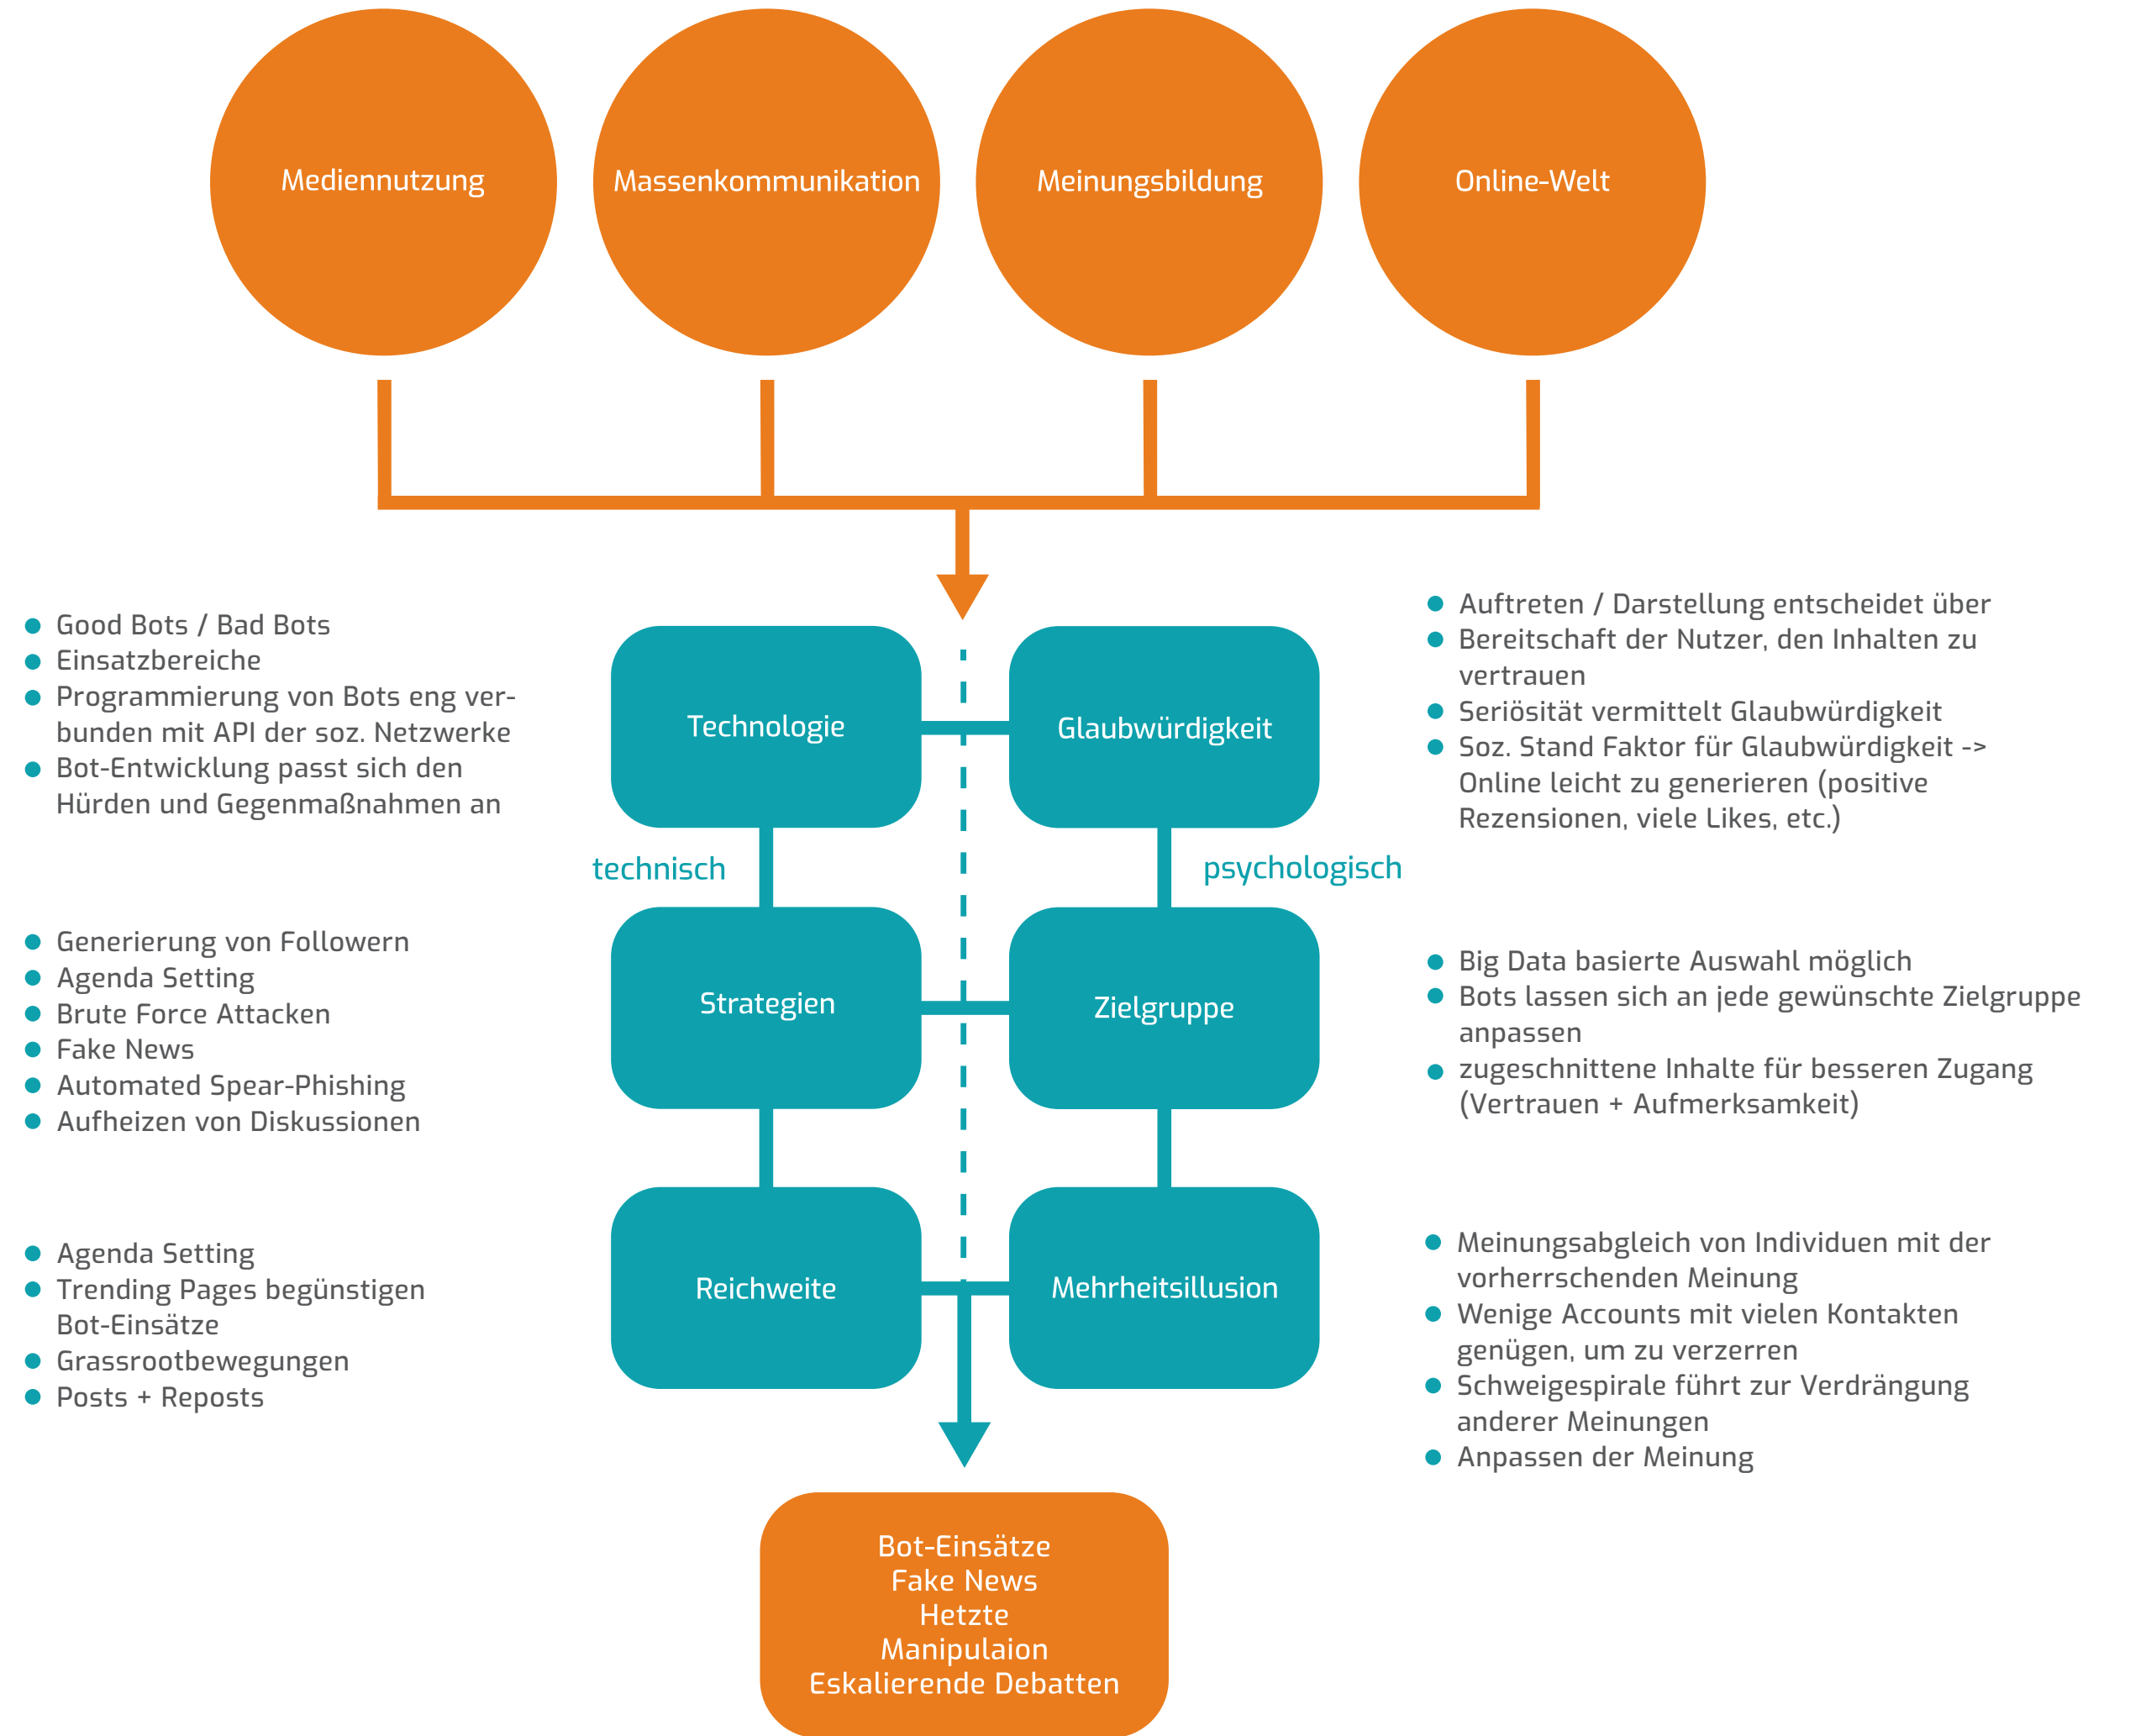 Mediennutzung
Massenkommunikation
Meinungsbildung
Online-Welt
Good Bots / Bad Bots
Einsatzbereiche
Programmierung von Bots eng ver-
bunden mit API der soz. Netzwerke
Bot-Entwicklung passt sich den
Hürden und Gegenmaßnahmen an
Technologie
Glaubwürdigkeit
Auftreten / Darstellung entscheidet über
Bereitschaft der Nutzer, den Inhalten zu
vertrauen
Seriösität vermittelt Glaubwürdigkeit
Soz. Stand Faktor für Glaubwürdigkeit ->
Online leicht zu generieren (positive
Rezensionen, viele Likes, etc.)
technisch
psychologisch
Generierung von Followern
Agenda Setting
Brute Force Attacken
Fake News
Automated Spear-Phishing
Aufheizen von Diskussionen
Strategien
Zielgruppe
Big Data basierte Auswahl möglich
Bots lassen sich an jede gewünschte Zielgruppe
anpassen
zugeschnittene Inhalte für besseren Zugang
(Vertrauen + Aufmerksamkeit)
Agenda Setting
Trending Pages begünstigen
Bot-Einsätze
Grassrootbewegungen
Posts + Reposts
Reichweite
Mehrheitsillusion
Meinungsabgleich von Individuen mit der
vorherrschenden Meinung
Wenige Accounts mit vielen Kontakten
genügen, um zu verzerren
Schweigespirale führt zur Verdrängung
anderer Meinungen
Anpassen der Meinung
Bot-Einsätze
Fake News
Hetzte
Manipulaion
Eskalierende Debatten